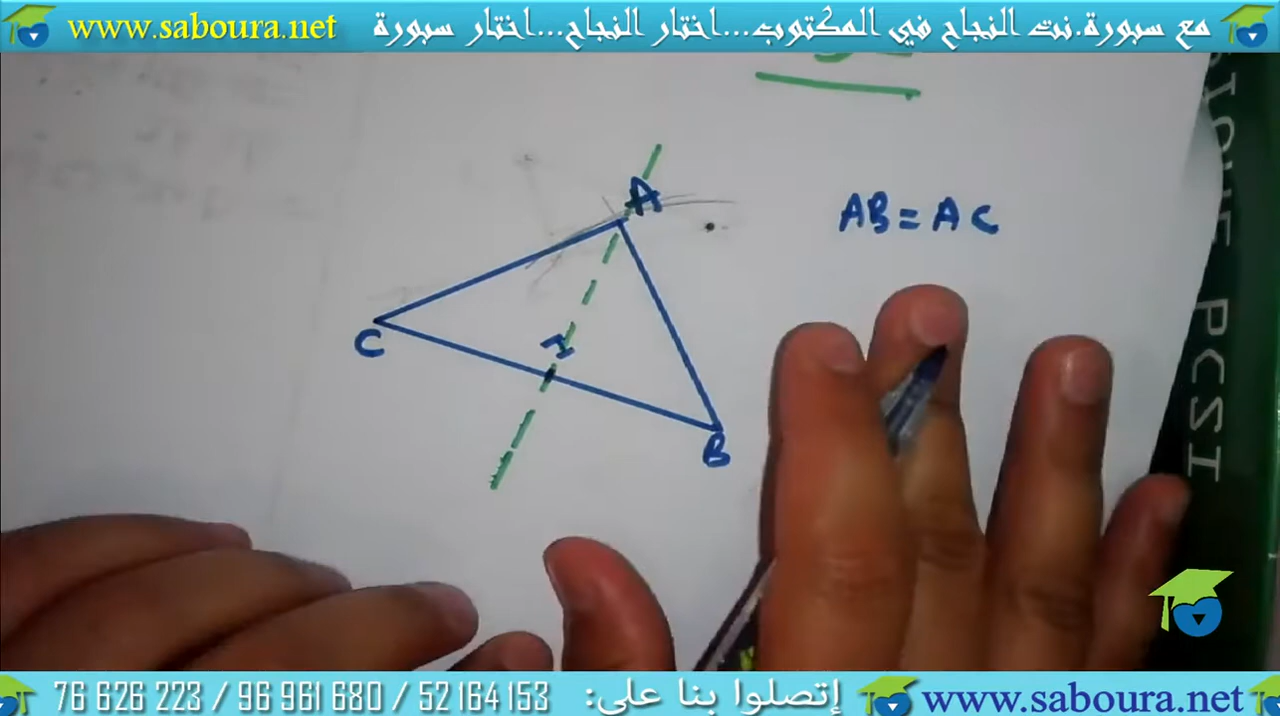 www.saboura.net مع سبورة.نت النجاح في المكتوب...اختار النجاح...اختار سبورة
A
AB = AC
C
I
B
PCSI
76 626 223 / 96 961 680 / 52 164 153 إتصلوا بنا على: www.saboura.net